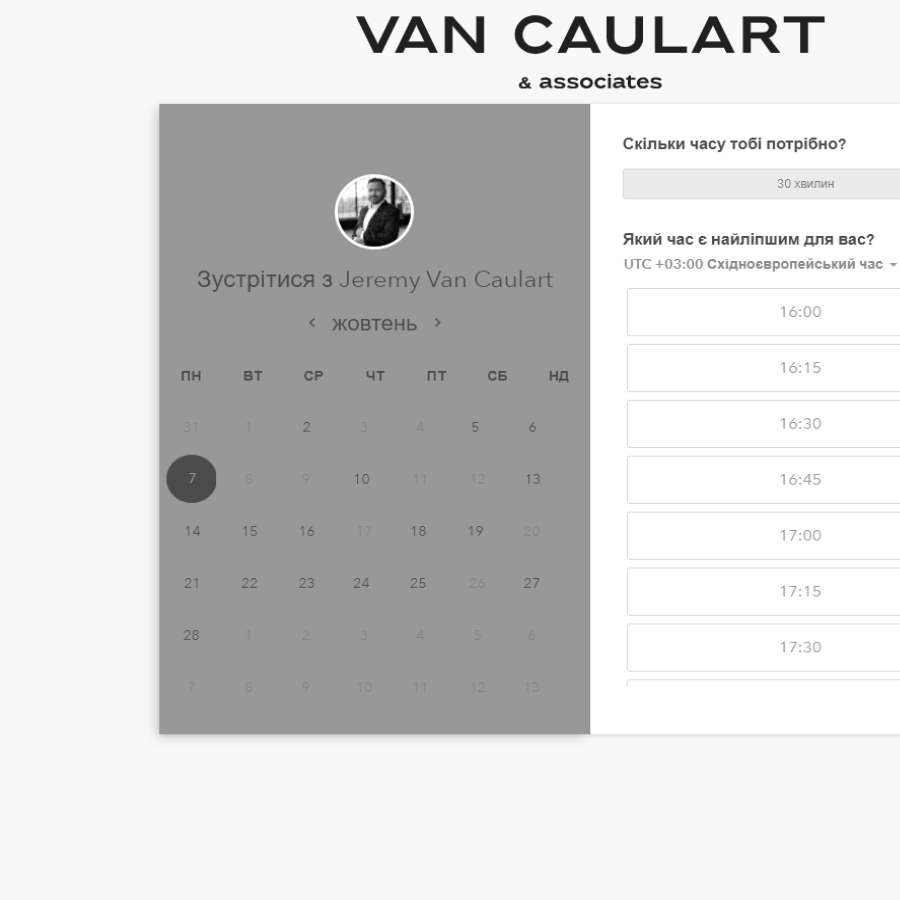 VAN CAULART
& associates
Зустрітися з Jeremy Van Caulart
жовтень
ПН ВТ СР ЧТ ПТ СБ НД
31 1 2 3 4 5 6
7 8 9 10 11 12 13
14 15 16 17 18 19 20
21 22 23 24 25 26 27
28 1 2 3 4 5 6
7 8 9 10 11 12 13
Скільки часу тобі потрібно?
30 хвилин
Який час є найліпшим для вас?
UTC +03:00 Східноєвропейський час
16:00
16:15
16:30
16:45
17:00
17:15
17:30